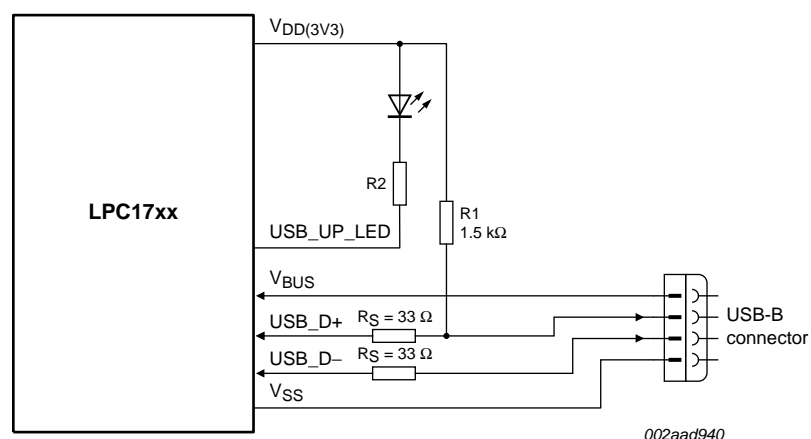 VDD(3V3)
LPC17xx
R2
R1
1.5 kΩ
USB_UP_LED
VBUS
USB_D+
RS = 33 Ω
USB_D−
RS = 33 Ω
VSS
USB-B
connector
002aad940